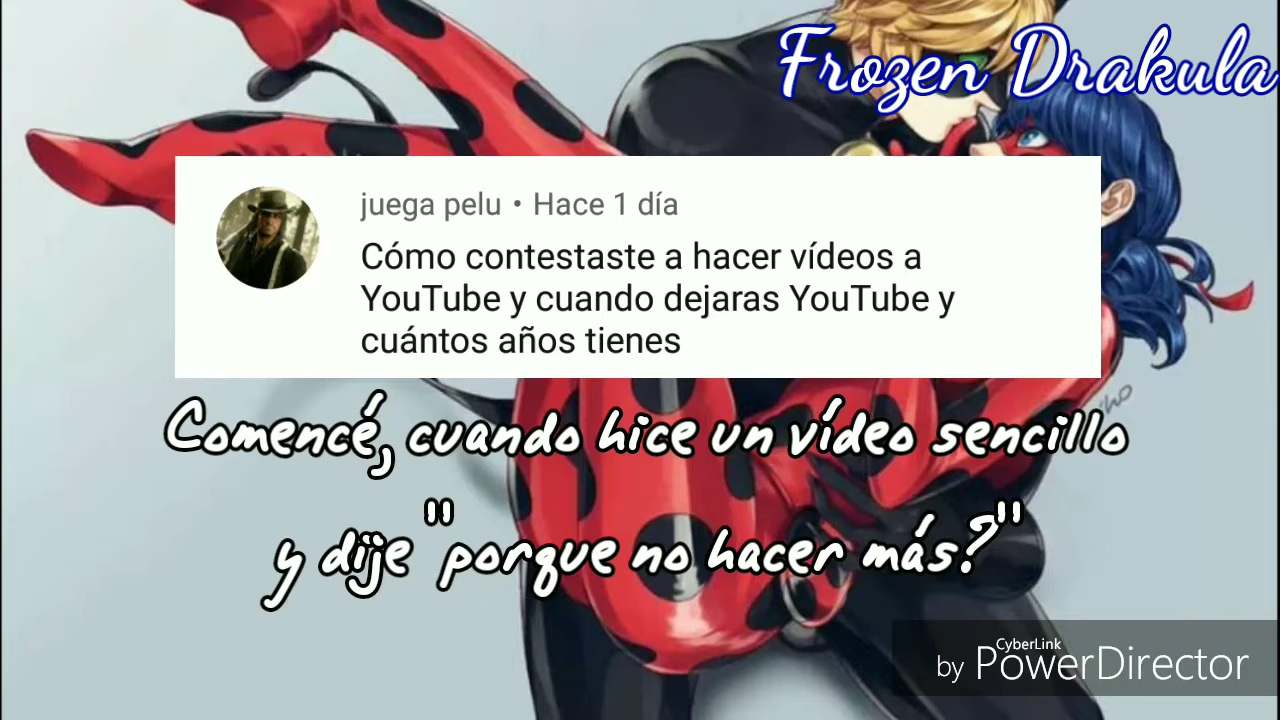 Frozen Drakula
juega pelu • Hace 1 día
Cómo contestaste a hacer vídeos a
YouTube y cuando dejaras YouTube y
cuántos años tienes
Comencé, cuando hice un vídeo sencillo
y dije "porque no hacer más?"
CyberLink
by PowerDirector